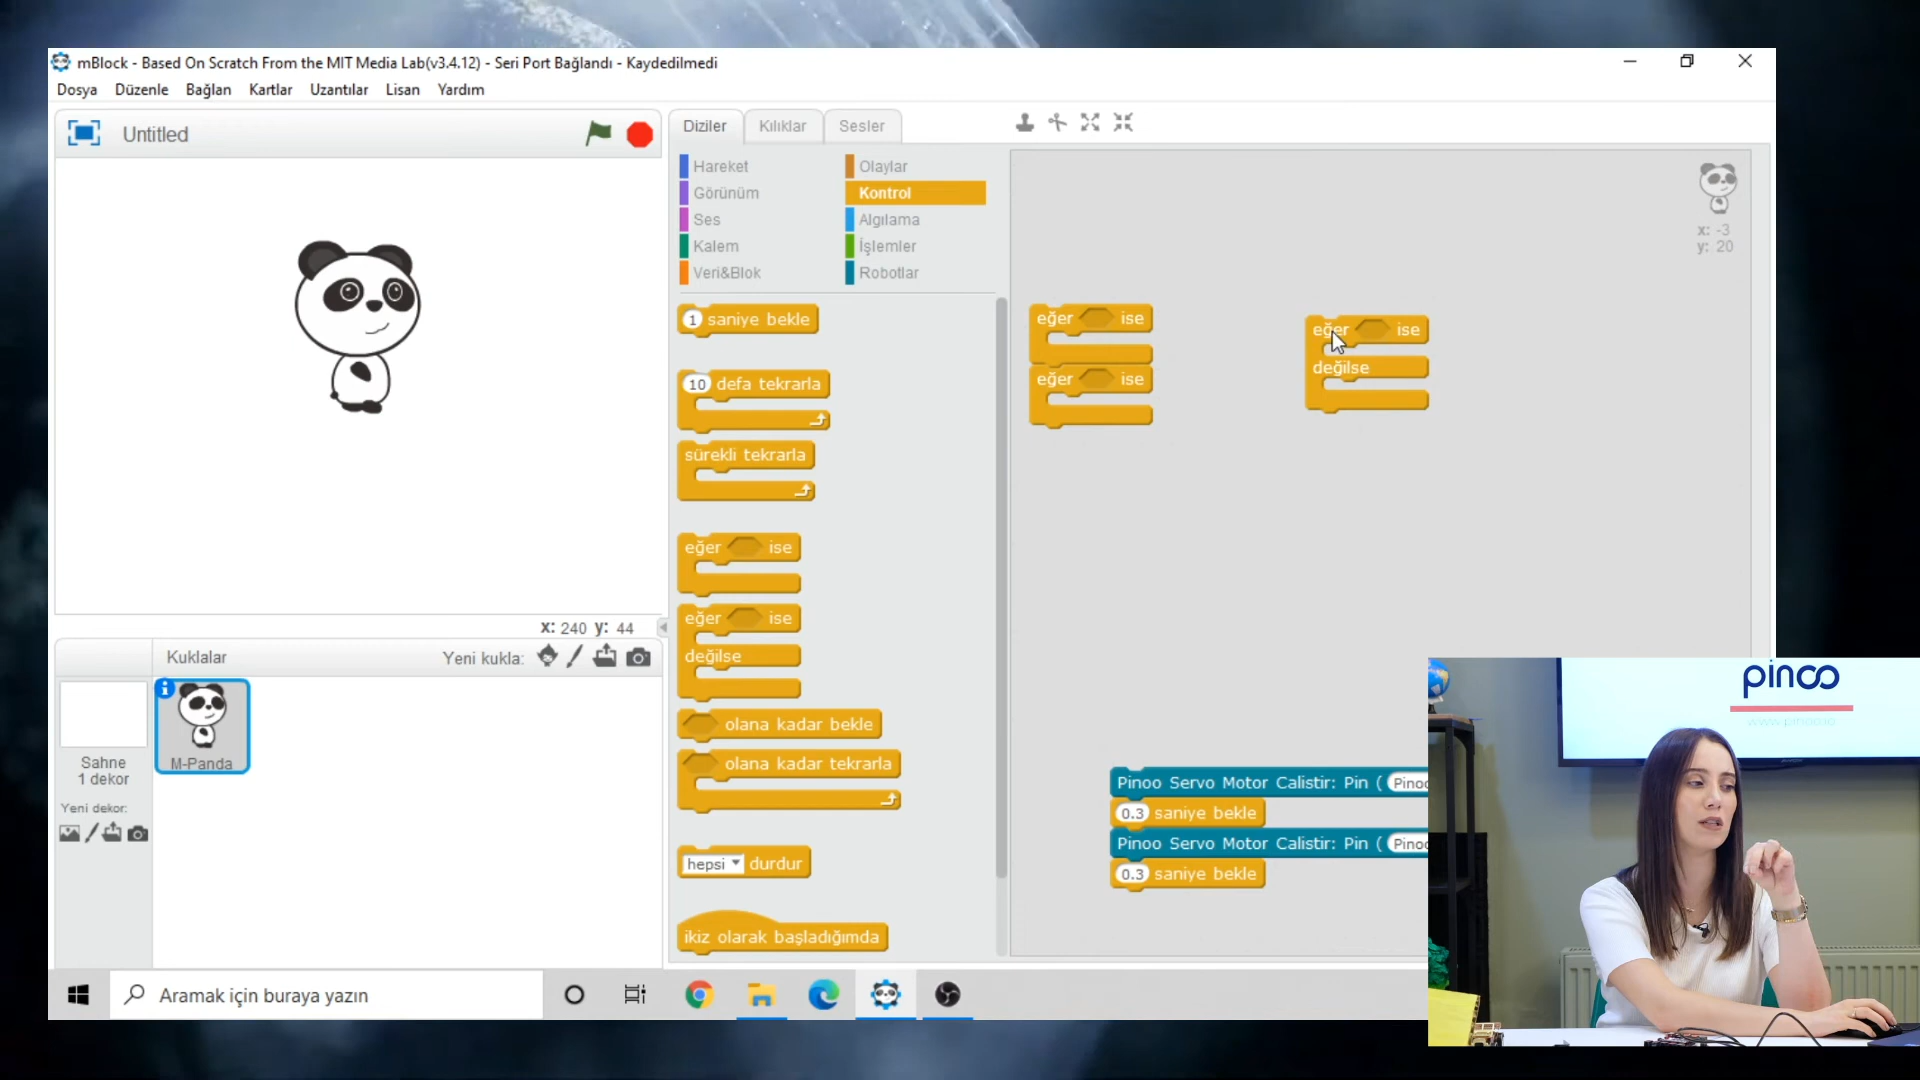 mBlock - Based On Scratch From the MIT Media Lab(v3.4.12) - Seri Port Bağlandı - Kaydedilmedi
Dosya Düzenle Bağlan Kartlar Uzantılar Lisan Yardım
Untitled
Diziler Kılıklar Sesler
Hareket Olaylar
Görünüm Kontrol
Ses Algılama
Kalem İşlemler
Veri&Blok Robotlar
x: -3
y: 20
1 saniye bekle
10 defa tekrarla
sürekli tekrarla
eğer ise
eğer ise
değilse
olana kadar bekle
olana kadar tekrarla
hepsi durdur
ikiz olarak başladığımda
eğer ise
eğer ise
eğer ise
değilse
Pinoo Servo Motor Calistir: Pin ( Pinoo
0.3 saniye bekle
Pinoo Servo Motor Calistir: Pin ( Pinoo
0.3 saniye bekle
x: 240 y: 44
Kuklalar Yeni kukla:
M-Panda
Sahne
1 dekor
Yeni dekor:
Aramak için buraya yazın
pinoo